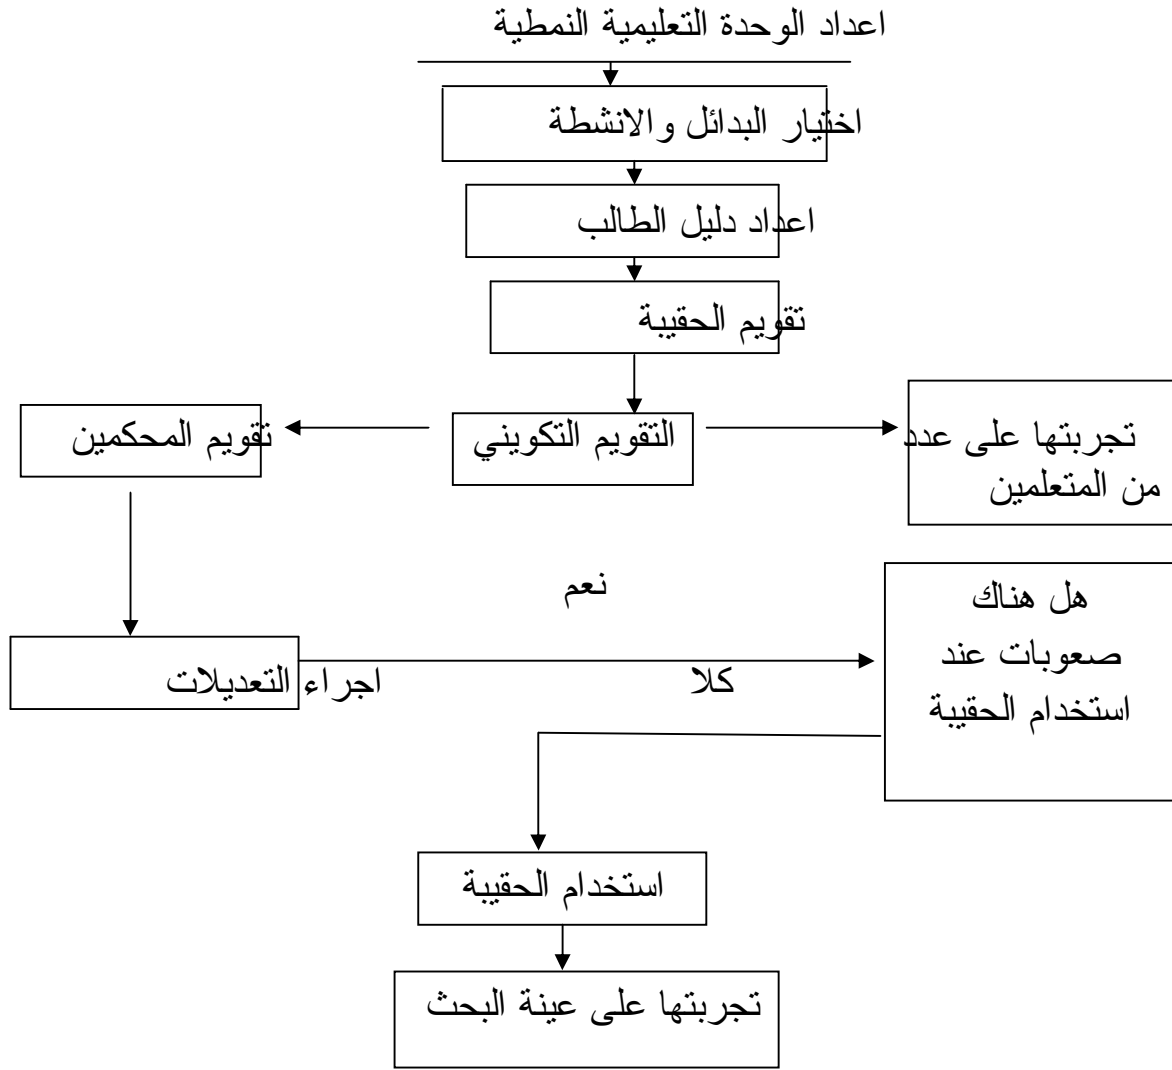 اعداد الوحدة التعليمية النمطية
اختيار البدائل والانشطة
اعداد دليل الطالب
تقويم الحقيبة
تجربتها على عدد
من المتعلمين
التقويم التكويني
تقويم المحكمين
هل هناك
صعوبات عند
استخدام الحقيبة
نعم
كلا
اجراء التعديلات
استخدام الحقيبة
تجربتها على عينة البحث